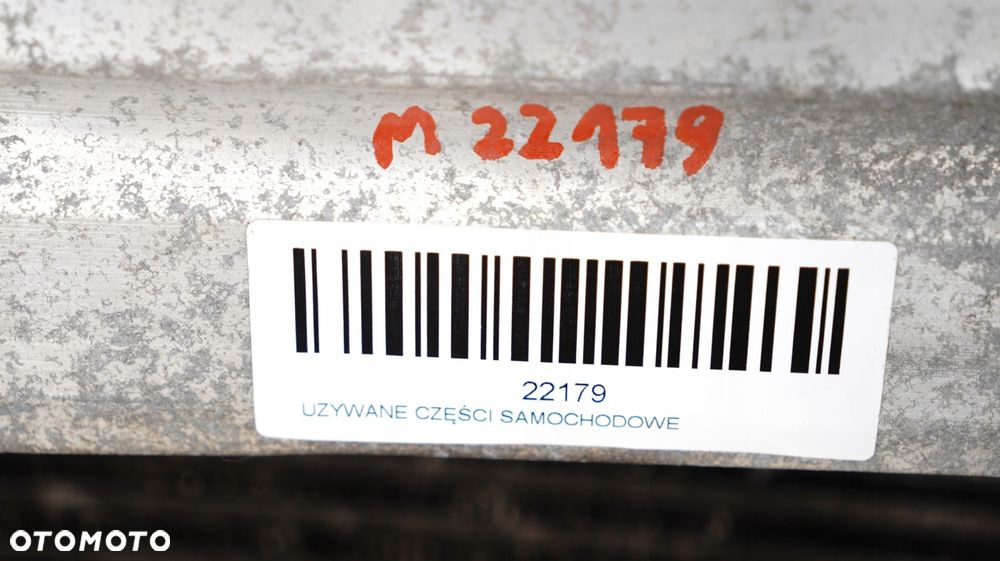 M 22179
22179
UZYWANE CZĘŚCI SAMOCHODOWE
OTOMOTO